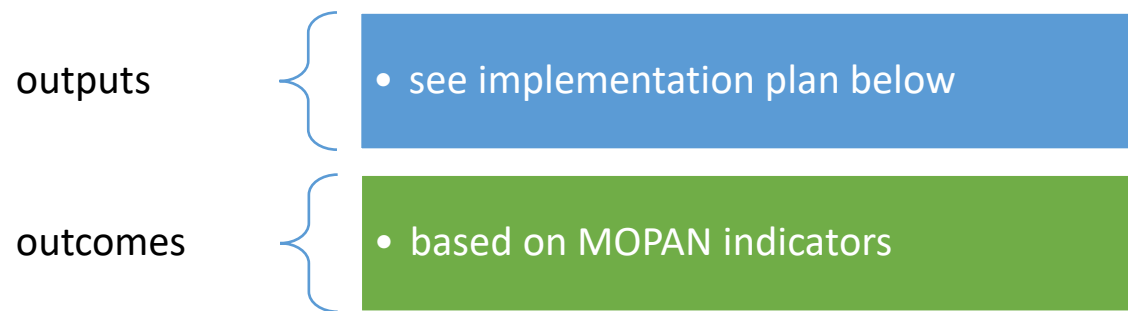 outputs
• see implementation plan below
outcomes
• based on MOPAN indicators